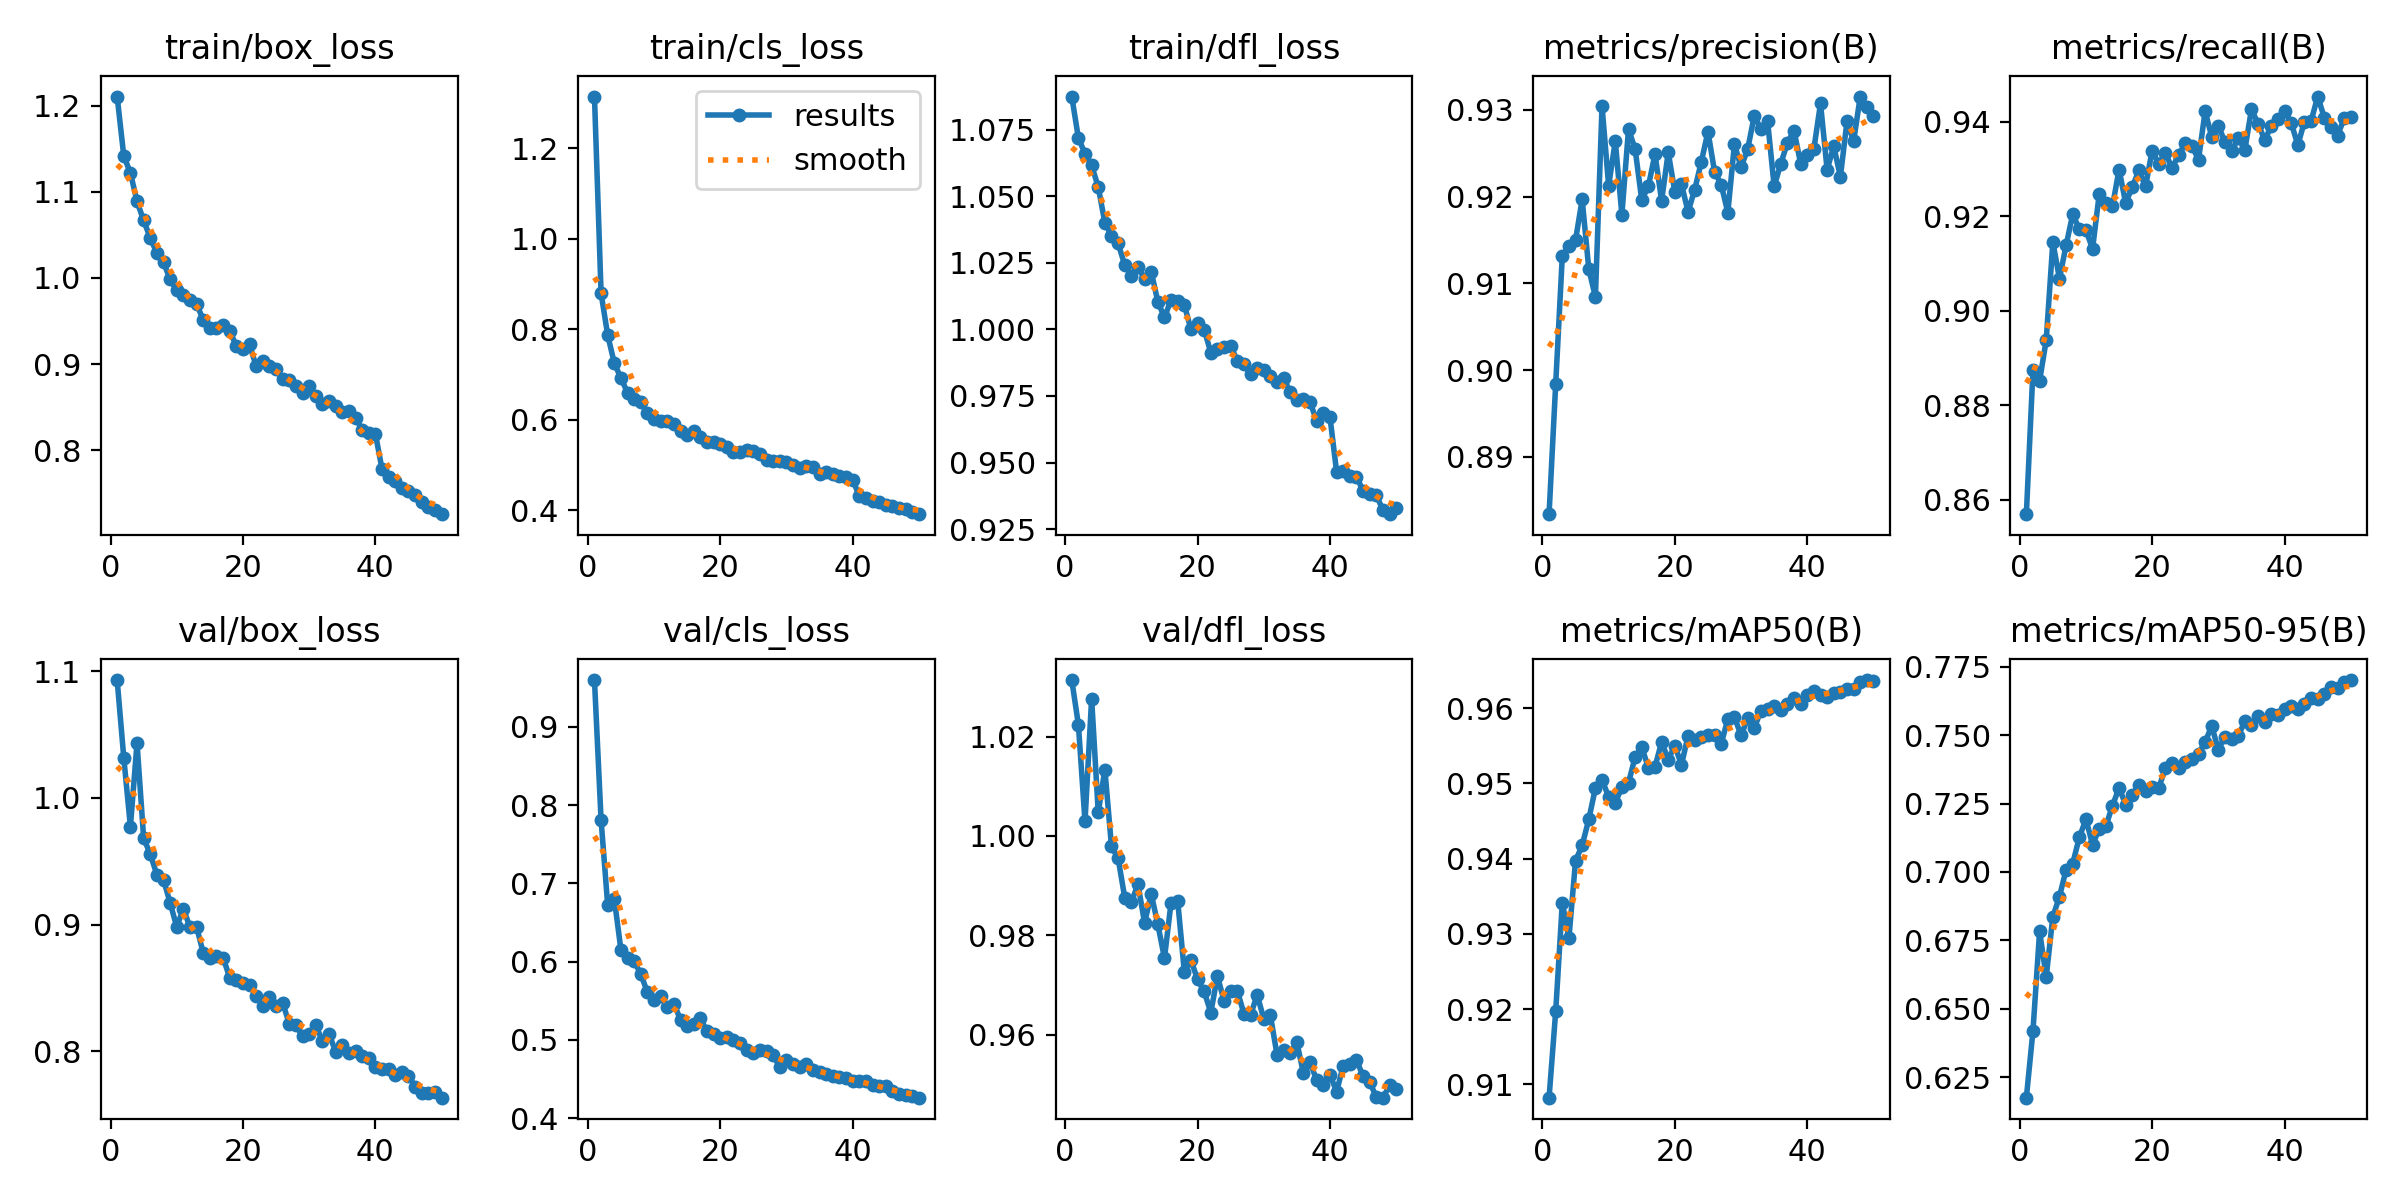 train/box_loss
1.2
1.1
1.0
0.9
0.8
0 20 40
train/cls_loss
results
smooth
1.2
1.0
0.8
0.6
0.4
0 20 40
train/dfl_loss
1.075
1.050
1.025
1.000
0.975
0.950
0.925
0 20 40
metrics/precision(B)
0.93
0.92
0.91
0.90
0.89
0 20 40
metrics/recall(B)
0.94
0.92
0.90
0.88
0.86
0 20 40
val/box_loss
1.1
1.0
0.9
0.8
0 20 40
val/cls_loss
0.9
0.8
0.7
0.6
0.5
0.4
0 20 40
val/dfl_loss
1.02
1.00
0.98
0.96
0 20 40
metrics/mAP50(B)
0.96
0.95
0.94
0.93
0.92
0.91
0 20 40
metrics/mAP50-95(B)
0.775
0.750
0.725
0.700
0.675
0.650
0.625
0 20 40